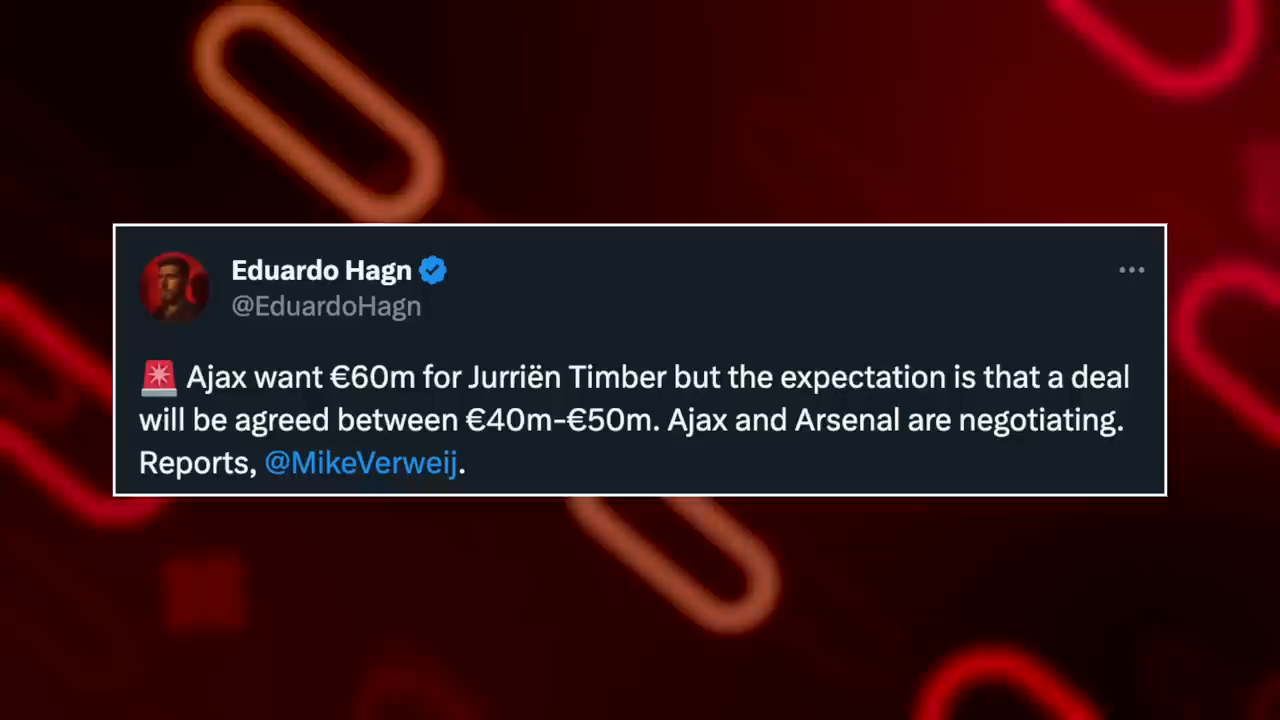 Eduardo Hagn
@EduardoHagn
🚨 Ajax want €60m for Jurriën Timber but the expectation is that a deal
will be agreed between €40m-€50m. Ajax and Arsenal are negotiating.
Reports, @MikeVerweij.